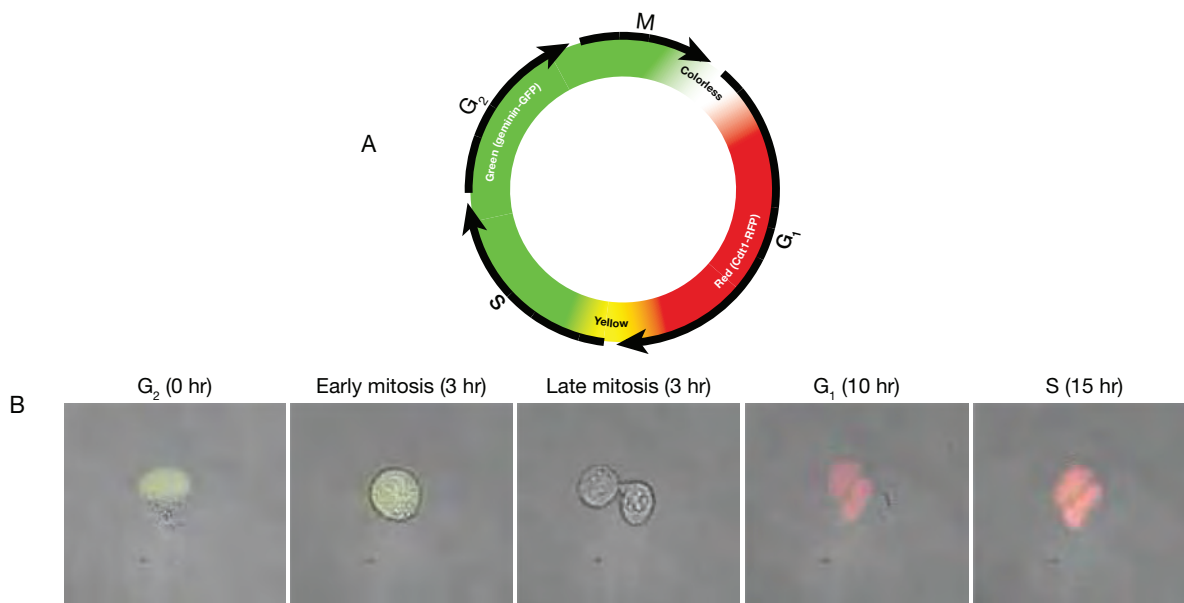 M
Colorless
G₂
Green (geminin-GFP)
A
Red (Cdt1-RFP)
G₁
S
Yellow
B
G₂ (0 hr)
Early mitosis (3 hr)
Late mitosis (3 hr)
G₁ (10 hr)
S (15 hr)